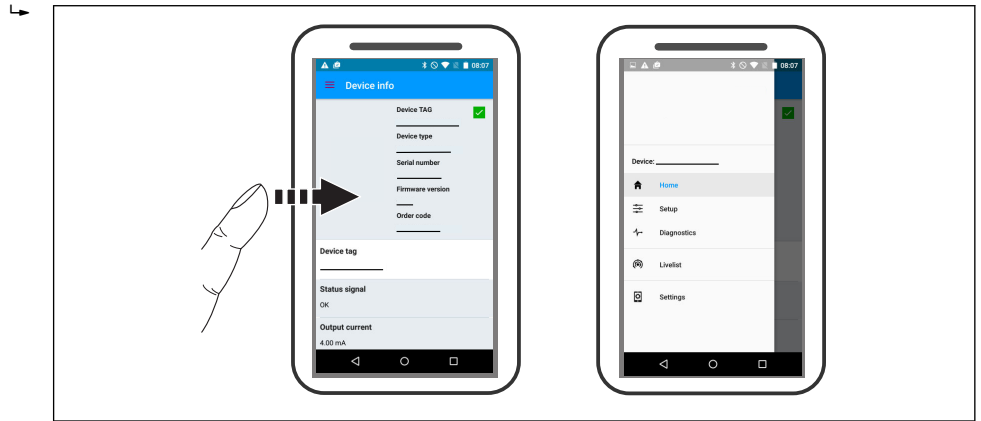 08:07
Device info
Device TAG
Device type
Serial number
Firmware version
Order code
Device tag
Status signal
OK
Output current
4.00 mA
08:07
Device:
Home
Setup
Diagnostics
Livelist
Settings